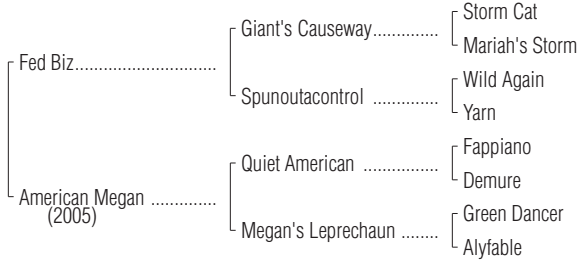 Storm Cat
Giant's Causeway..............
Mariah's Storm
Fed Biz..............................
Wild Again
Spunoutacontrol ..............
Yarn
Fappiano
Quiet American ................
Demure
American Megan ..............
(2005)
Green Dancer
Megan's Leprechaun ........
Alyfable